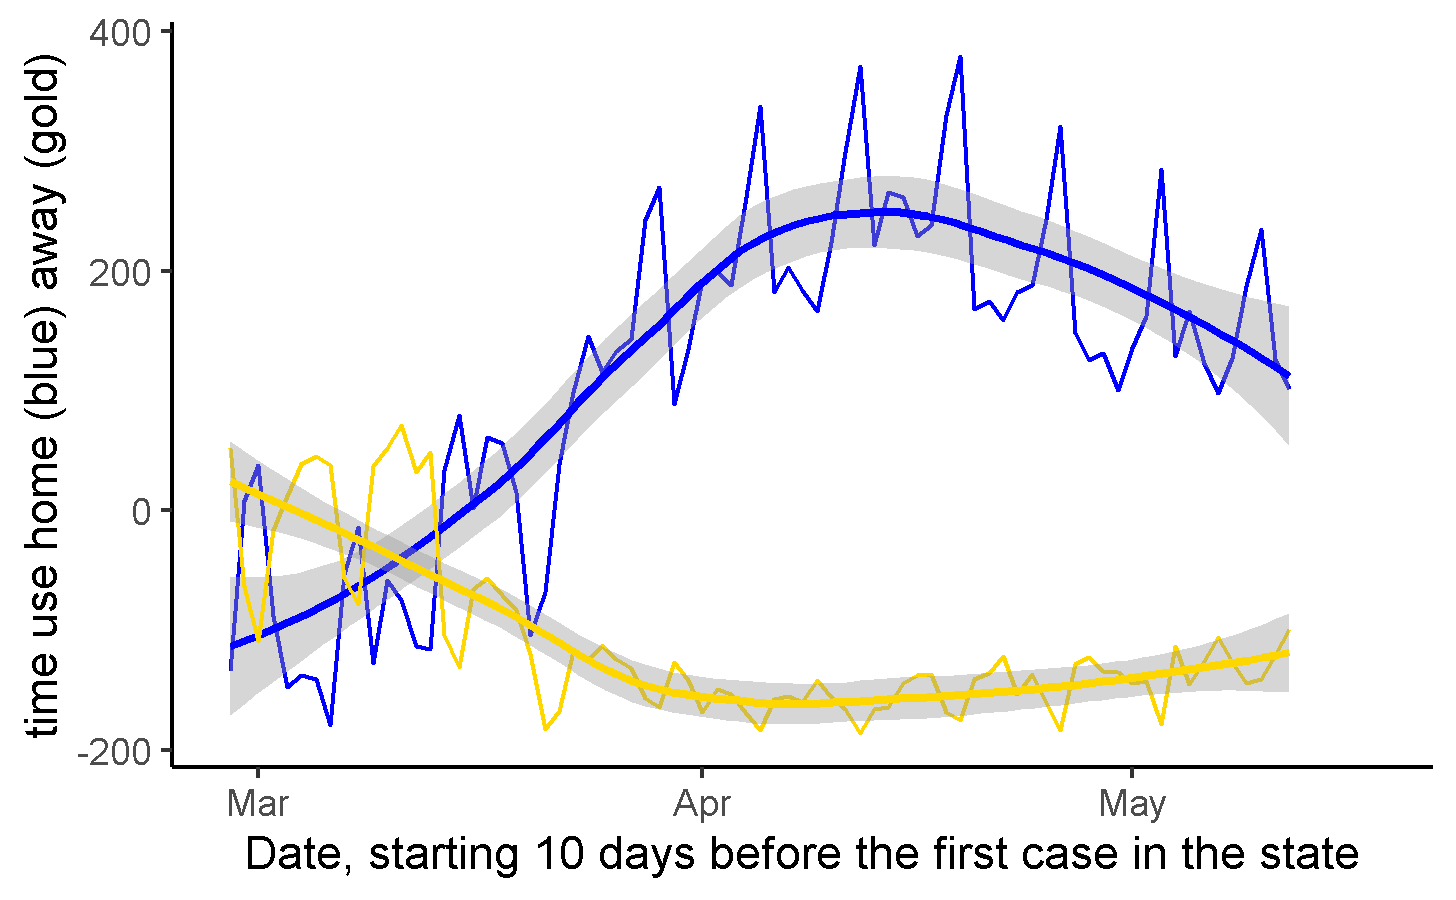 time use home (blue) away (gold)
400
200
0
-200
Mar
Apr
May
Date, starting 10 days before the first case in the state